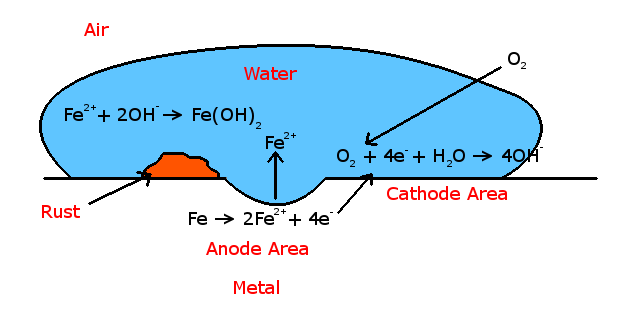 Air
O₂
Water
Fe²⁺ + 2OH⁻ → Fe(OH)₂
Fe²⁺
O₂ + 4e⁻ + H₂O → 4OH⁻
Cathode Area
Rust
Fe → 2Fe²⁺ + 4e⁻
Anode Area
Metal